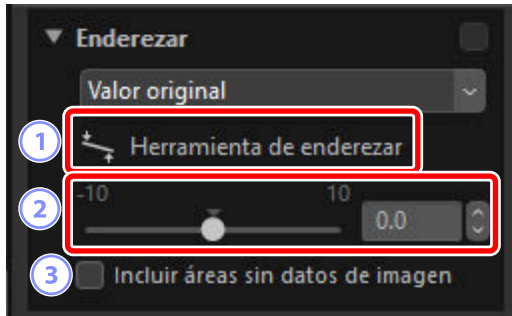 Enderezar
Valor original
1 Herramienta de enderezar
-10 10
2 0.0
3 Incluir áreas sin datos de imagen